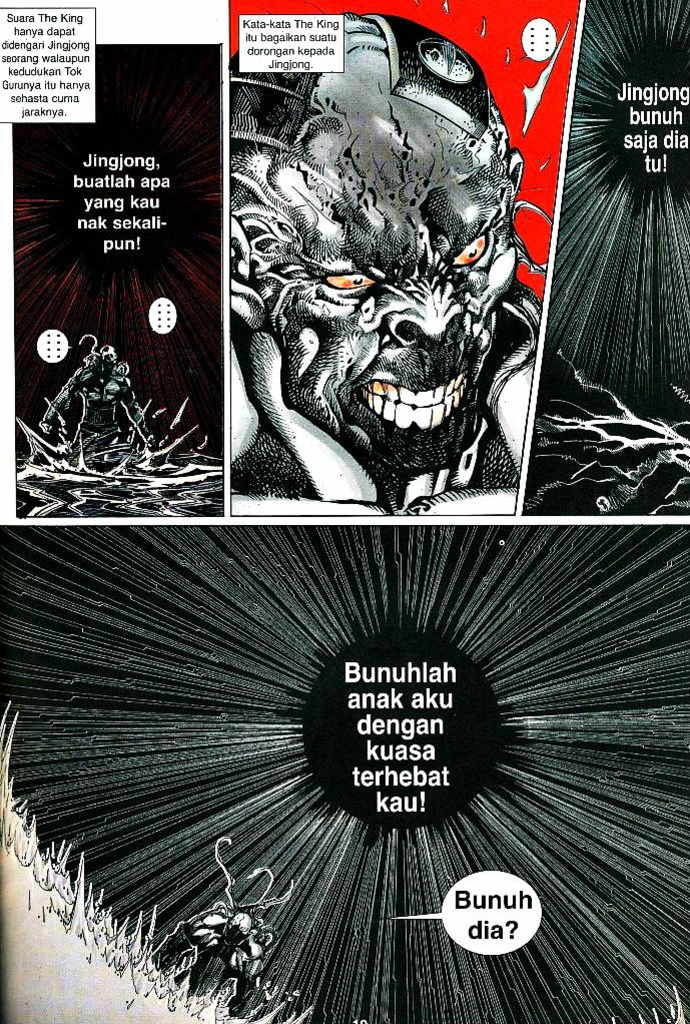 Suara The King
hanya dapat
didengari Jingjong
seorang walaupun
kedudukan Tok
Gurunya itu hanya
sehasta cuma
jaraknya.
Jingjong,
buatlah apa
yang kau
nak sekali-
pun!
Kata-kata The King
itu bagaikan suatu
dorongan kepada
Jingjong.
Jingjong
bunuh
saja dia
tu!
Bunuhlah
anak aku
dengan
kuasa
terhebat
kau!
Bunuh
dia?